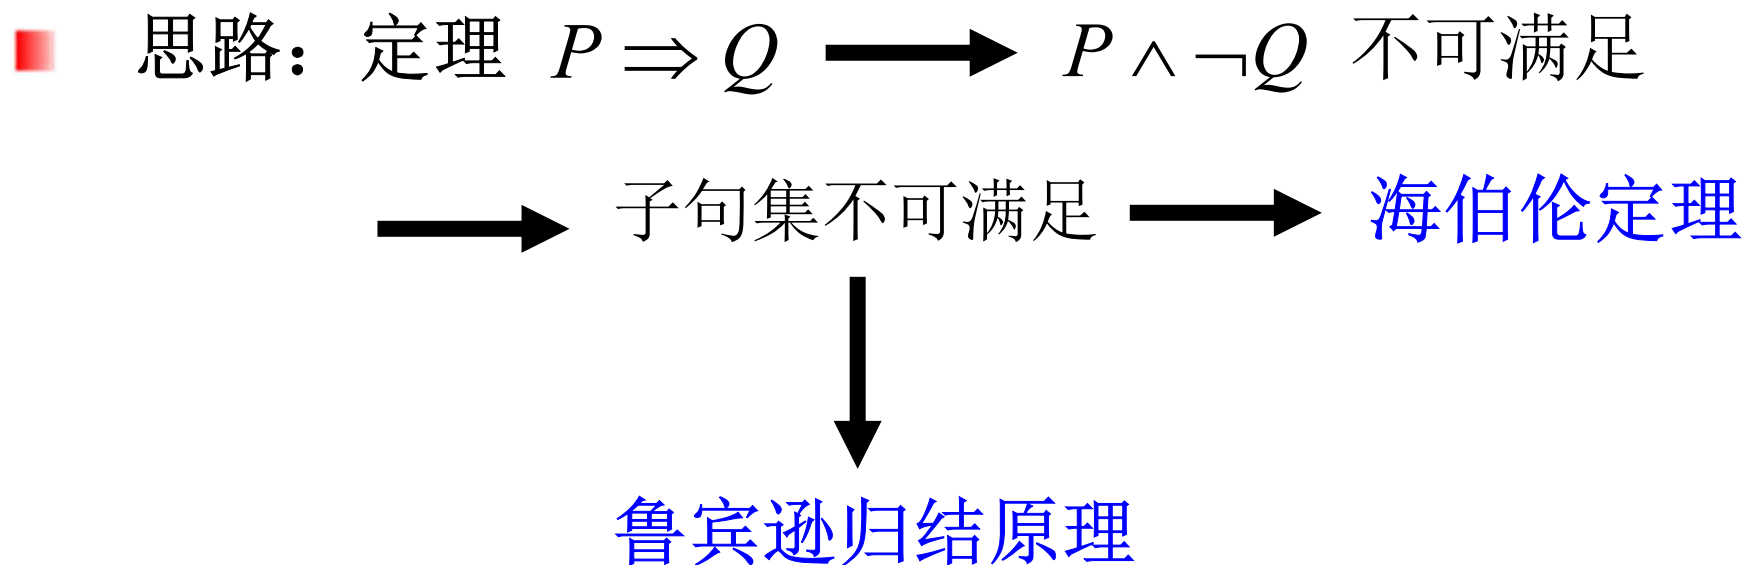 思路：定理 P ⇒ Q → P ∧ ¬Q 不可满足
→ 子句集不可满足 → 海伯伦定理
鲁宾逊归结原理